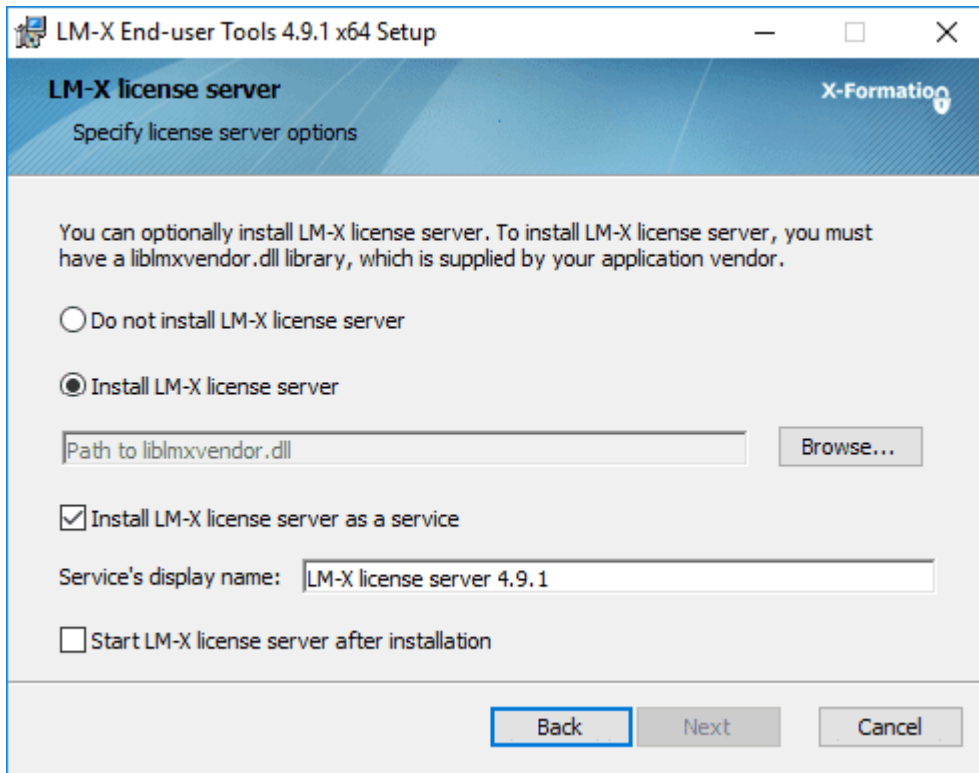 LM-X End-user Tools 4.9.1 x64 Setup
LM-X license server
X-Formation
Specify license server options
You can optionally install LM-X license server. To install LM-X license server, you must
have a liblmxvendor.dll library, which is supplied by your application vendor.
Do not install LM-X license server
Install LM-X license server
Path to liblmxvendor.dll
Browse...
Install LM-X license server as a service
Service's display name:
LM-X license server 4.9.1
Start LM-X license server after installation
Back
Next
Cancel